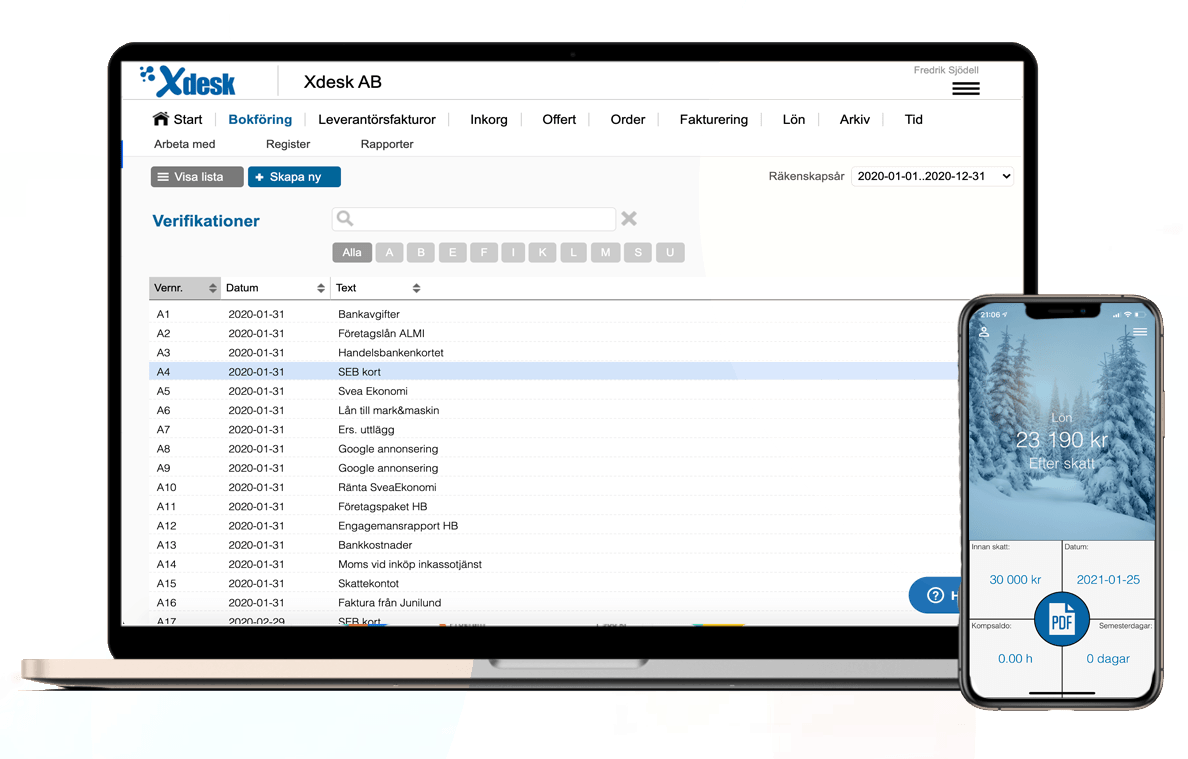 Xdesk
Xdesk AB
Fredrik Sjödell
Start
Bokföring
Leverantörsfakturor
Inkorg
Offert
Order
Fakturering
Lön
Arkiv
Tid
Arbeta med
Register
Rapporter
Visa lista
+ Skapa ny
Räkenskapsår
2020-01-01..2020-12-31
Verifikationer
Alla A B E F I K L M S U
Vernr. Datum Text
A1 2020-01-31 Bankavgifter
A2 2020-01-31 Företagslån ALMI
A3 2020-01-31 Handelsbankenkortet
A4 2020-01-31 SEB kort
A5 2020-01-31 Svea Ekonomi
A6 2020-01-31 Lån till mark&maskin
A7 2020-01-31 Ers. uttlägg
A8 2020-01-31 Google annonsering
A9 2020-01-31 Google annonsering
A10 2020-01-31 Ränta SveaEkonomi
A11 2020-01-31 Företagspaket HB
A12 2020-01-31 Engagemansrapport HB
A13 2020-01-31 Bankkostnader
A14 2020-01-31 Moms vid inköp inkassotjänst
A15 2020-01-31 Skattekontot
A16 2020-01-31 Faktura från Junilund
A17 2020-02-29 SEB kort
? H
21:06
Lön
23 190 kr
Efter skatt
Innan skatt:
30 000 kr
Datum:
2021-01-25
PDF
Kompsaldo:
0.00 h
Semesterdagar:
0 dagar